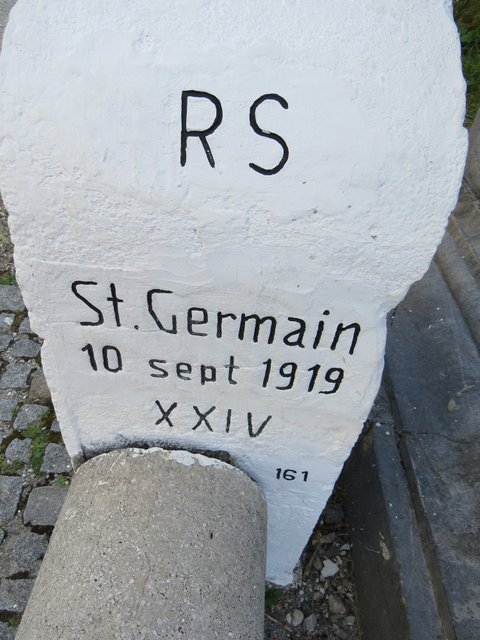 RS
St. Germain
10 sept 1919
XXIV
161